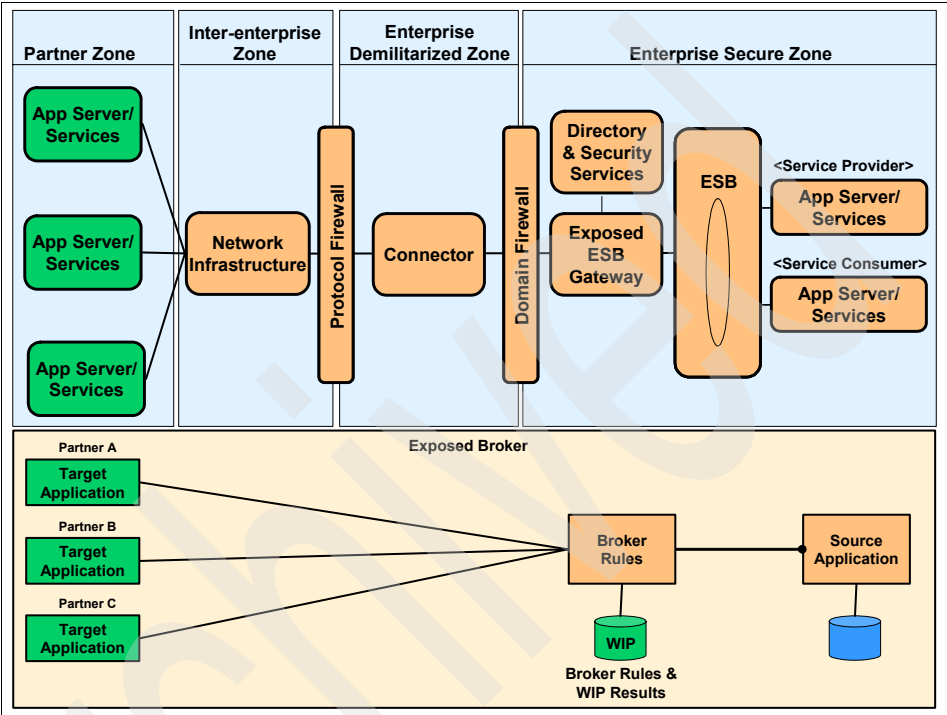 Partner Zone
Inter-enterprise
Zone
Enterprise
Demilitarized Zone
Enterprise Secure Zone
App Server/
Services
App Server/
Services
App Server/
Services
Network
Infrastructure
Protocol Firewall
Connector
Domain Firewall
Directory
& Security
Services
Exposed
ESB
Gateway
ESB
<Service Provider>
App Server/
Services
<Service Consumer>
App Server/
Services
Exposed Broker
Partner A
Target
Application
Partner B
Target
Application
Partner C
Target
Application
Broker
Rules
Source
Application
WIP
Broker Rules &
WIP Results